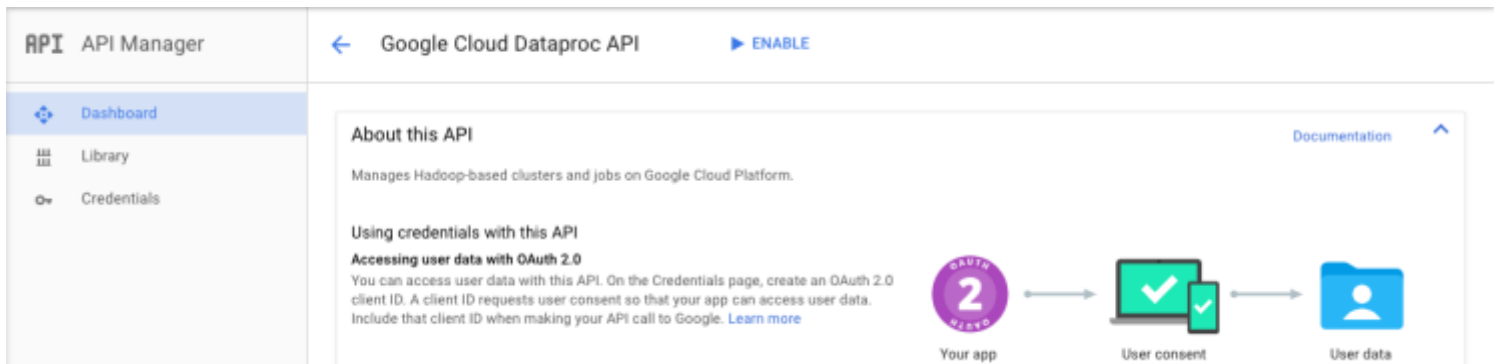 API API Manager
Google Cloud Dataproc API
ENABLE
Dashboard
Library
Credentials
About this API
Documentation
Manages Hadoop-based clusters and jobs on Google Cloud Platform.
Using credentials with this API
Accessing user data with OAuth 2.0
You can access user data with this API. On the Credentials page, create an OAuth 2.0
client ID. A client ID requests user consent so that your app can access user data.
Include that client ID when making your API call to Google. Learn more
OAUTH
2
OAUTH
Your app
User consent
User data